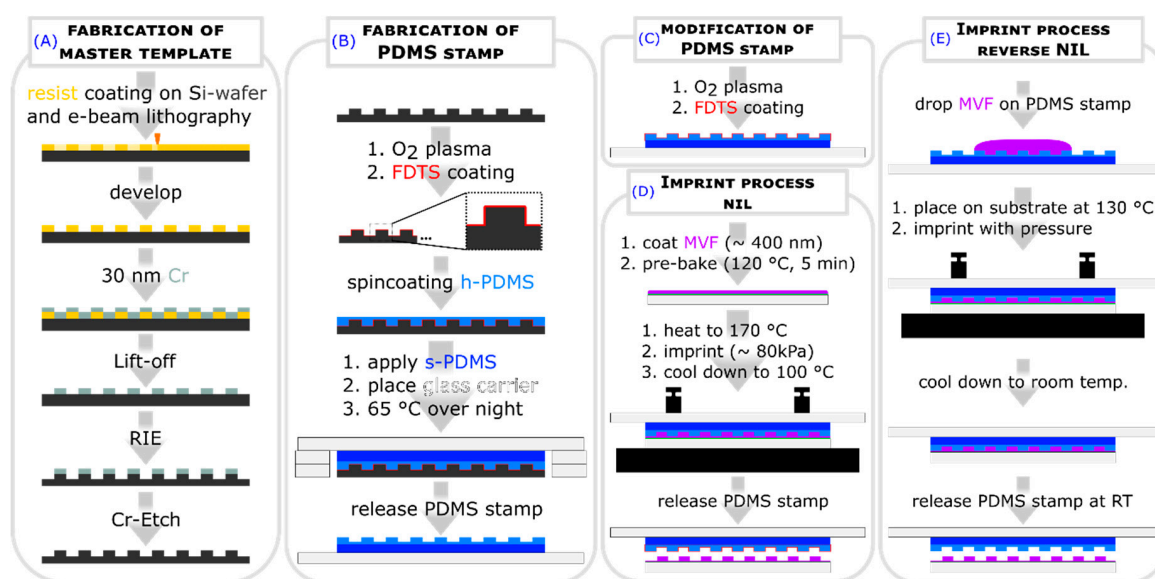 (A) FABRICATION OF
MASTER TEMPLATE
resist coating on Si-wafer
and e-beam lithography
develop
30 nm Cr
Lift-off
RIE
Cr-Etch
(B) FABRICATION OF
PDMS STAMP
1. O2 plasma
2. FDTS coating
...
spincoating h-PDMS
1. apply s-PDMS
2. place glass carrier
3. 65 °C over night
release PDMS stamp
(C) MODIFICATION OF
PDMS STAMP
1. O2 plasma
2. FDTS coating
(D) IMPRINT PROCESS
NIL
1. coat MVF (~ 400 nm)
2. pre-bake (120 °C, 5 min)
1. heat to 170 °C
2. imprint (~ 80kPa)
3. cool down to 100 °C
release PDMS stamp
(E) IMPRINT PROCESS
REVERSE NIL
drop MVF on PDMS stamp
1. place on substrate at 130 °C
2. imprint with pressure
cool down to room temp.
release PDMS stamp at RT